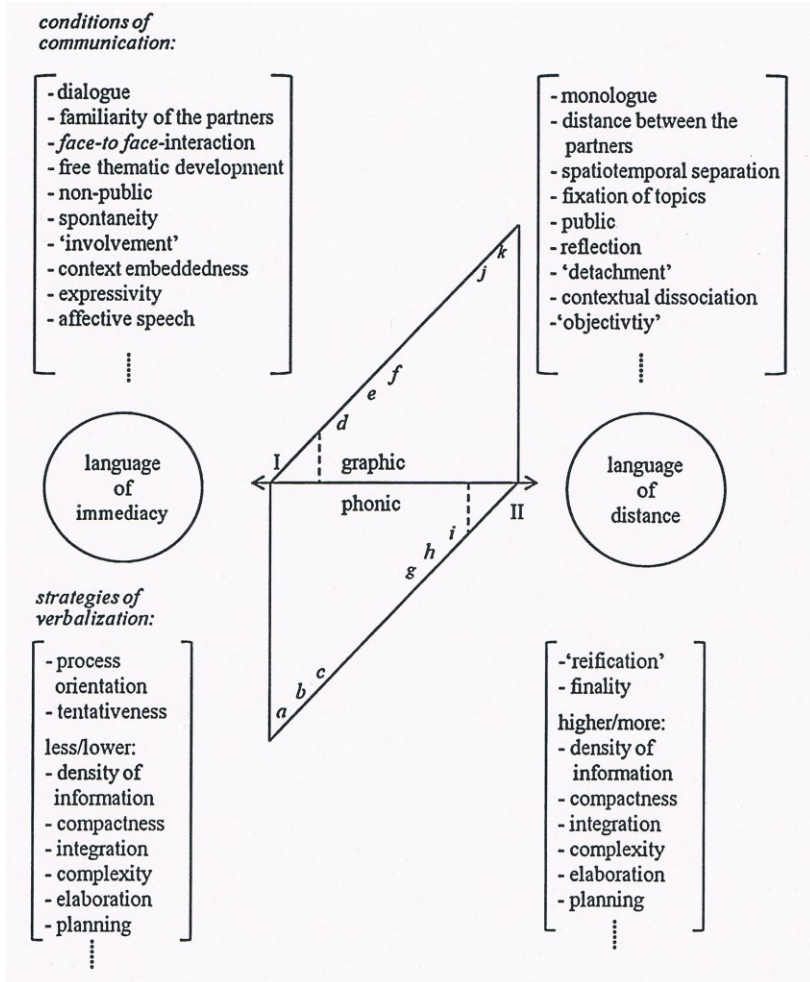 conditions of
communication:
- dialogue
- familiarity of the partners
- face-to face-interaction
- free thematic development
- non-public
- spontaneity
- ‘involvement’
- context embeddedness
- expressivity
- affective speech
- monologue
- distance between the
partners
- spatiotemporal separation
- fixation of topics
- public
- reflection
- ‘detachment’
- contextual dissociation
-‘objectivtiy’
k
j
f
e
d
I
graphic
phonic
II
i
h
g
c
b
a
language
of
immediacy
language
of
distance
strategies of
verbalization:
- process
orientation
- tentativeness
less/lower:
- density of
information
- compactness
- integration
- complexity
- elaboration
- planning
-‘reification’
- finality
higher/more:
- density of
information
- compactness
- integration
- complexity
- elaboration
- planning